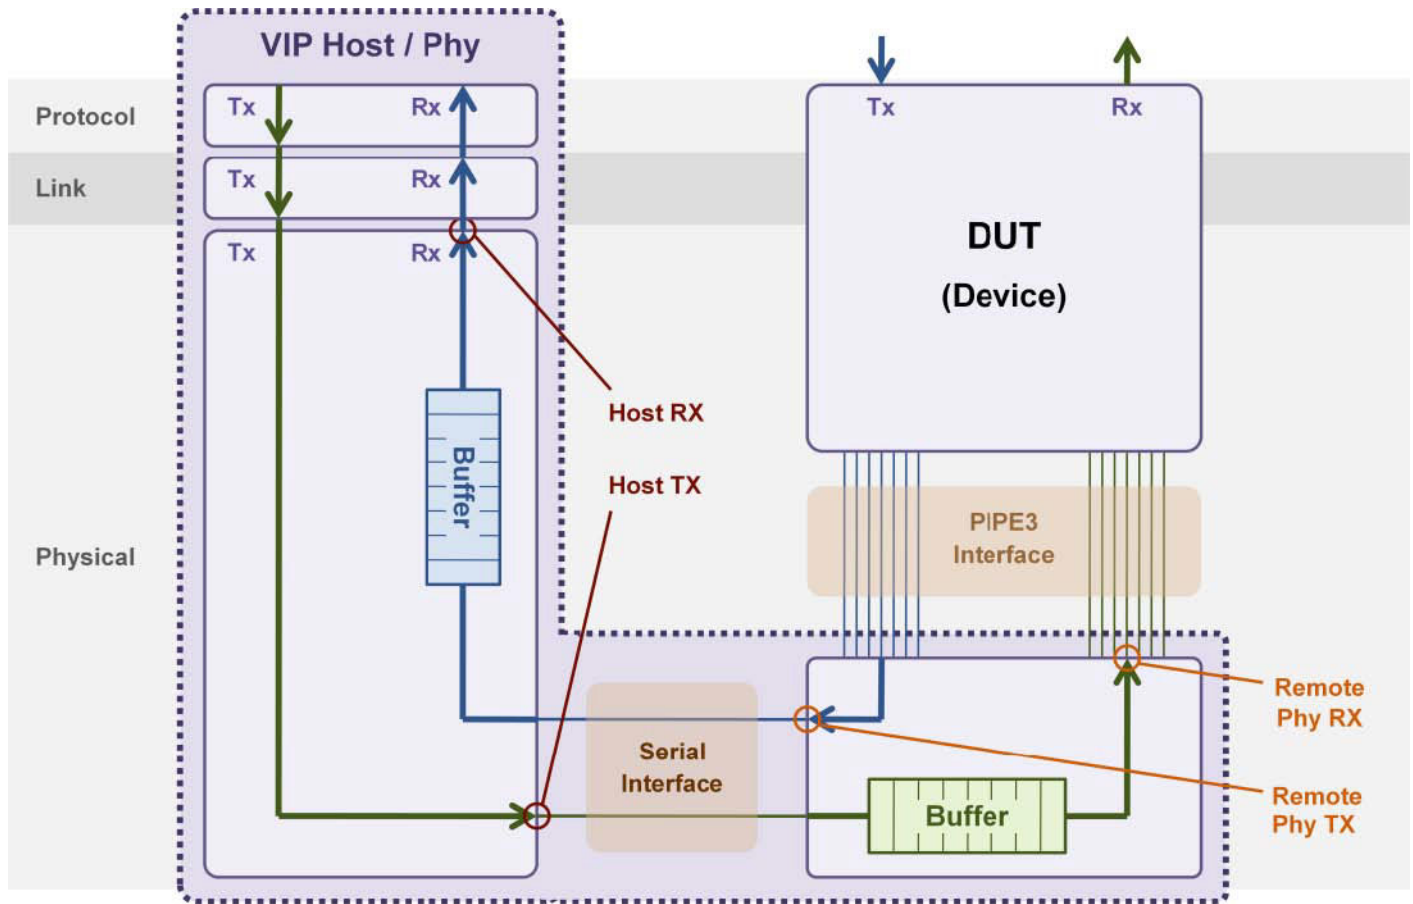 VIP Host / Phy
Protocol
Tx
Rx
Tx
Rx
Link
Tx
Rx
Tx
Rx
DUT
(Device)
Host RX
Buffer
Host TX
PIPE3
Interface
Physical
Remote
Phy RX
Serial
Interface
Remote
Phy TX
Buffer